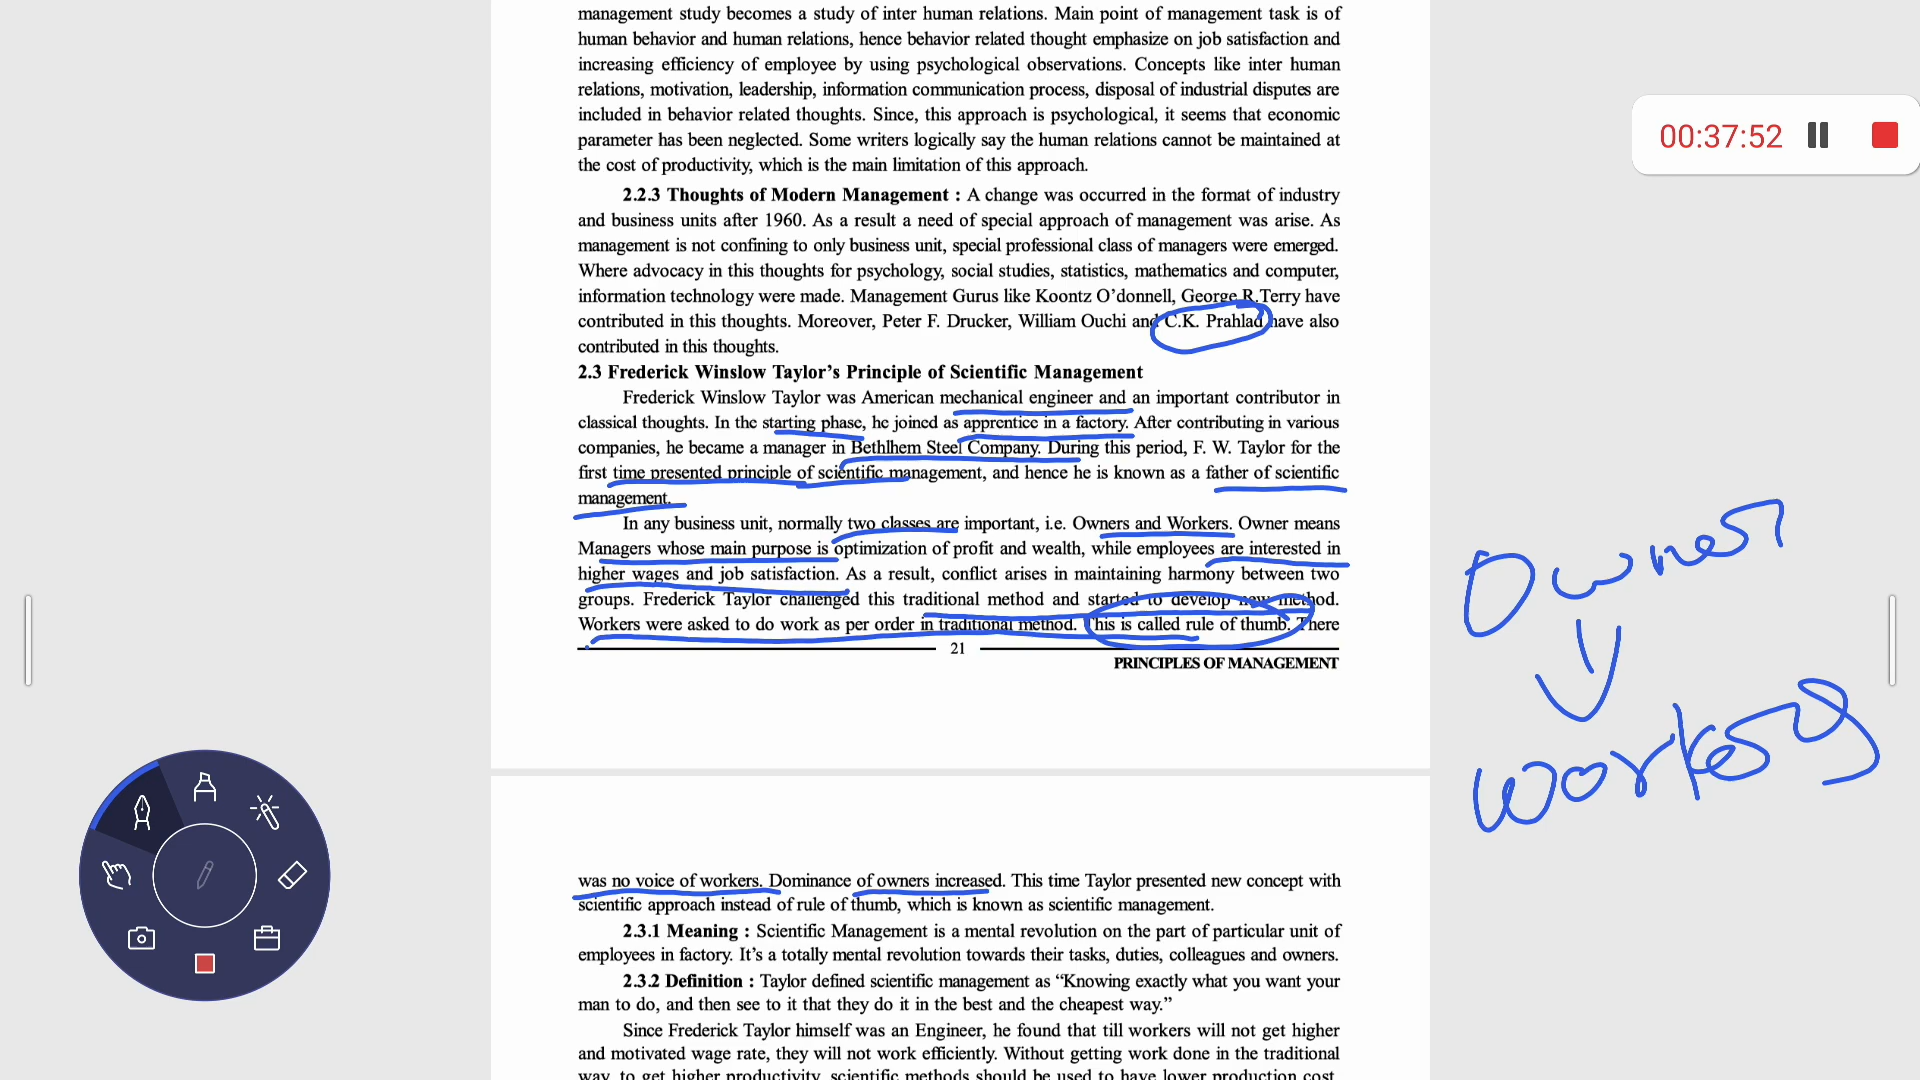 management study becomes a study of inter human relations. Main point of management task is of
human behavior and human relations, hence behavior related thought emphasize on job satisfaction and
increasing efficiency of employee by using psychological observations. Concepts like inter human
relations, motivation, leadership, information communication process, disposal of industrial disputes are
included in behavior related thoughts. Since, this approach is psychological, it seems that economic
parameter has been neglected. Some writers logically say the human relations cannot be maintained at
the cost of productivity, which is the main limitation of this approach.
00:37:52
2.2.3 Thoughts of Modern Management : A change was occurred in the format of industry
and business units after 1960. As a result a need of special approach of management was arise. As
management is not confining to only business unit, special professional class of managers were emerged.
Where advocacy in this thoughts for psychology, social studies, statistics, mathematics and computer,
information technology were made. Management Gurus like Koontz O’donnell, George R.Terry have
contributed in this thoughts. Moreover, Peter F. Drucker, William Ouchi and C.K. Prahlad have also
contributed in this thoughts.
2.3 Frederick Winslow Taylor’s Principle of Scientific Management
Frederick Winslow Taylor was American mechanical engineer and an important contributor in
classical thoughts. In the starting phase, he joined as apprentice in a factory. After contributing in various
companies, he became a manager in Bethlhem Steel Company. During this period, F. W. Taylor for the
first time presented principle of scientific management, and hence he is known as a father of scientific
management.
In any business unit, normally two classes are important, i.e. Owners and Workers. Owner means
Managers whose main purpose is optimization of profit and wealth, while employees are interested in
higher wages and job satisfaction. As a result, conflict arises in maintaining harmony between two
groups. Frederick Taylor challenged this traditional method and started to develop new method.
Workers were asked to do work as per order in traditional method. This is called rule of thumb. There
21
PRINCIPLES OF MANAGEMENT
Owner
workers
was no voice of workers. Dominance of owners increased. This time Taylor presented new concept with
scientific approach instead of rule of thumb, which is known as scientific management.
2.3.1 Meaning : Scientific Management is a mental revolution on the part of particular unit of
employees in factory. It’s a totally mental revolution towards their tasks, duties, colleagues and owners.
2.3.2 Definition : Taylor defined scientific management as “Knowing exactly what you want your
man to do, and then see to it that they do it in the best and the cheapest way.”
Since Frederick Taylor himself was an Engineer, he found that till workers will not get higher
and motivated wage rate, they will not work efficiently. Without getting work done in the traditional
way, to get higher productivity, scientific methods should be used to have lower production cost.